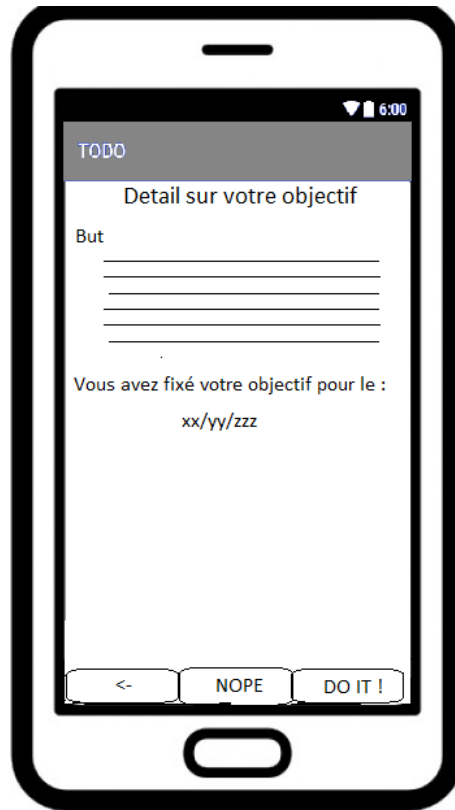 6:00
TODO
Detail sur votre objectif
But
Vous avez fixé votre objectif pour le :
xx/yy/zzz
<- NOPE DO IT !